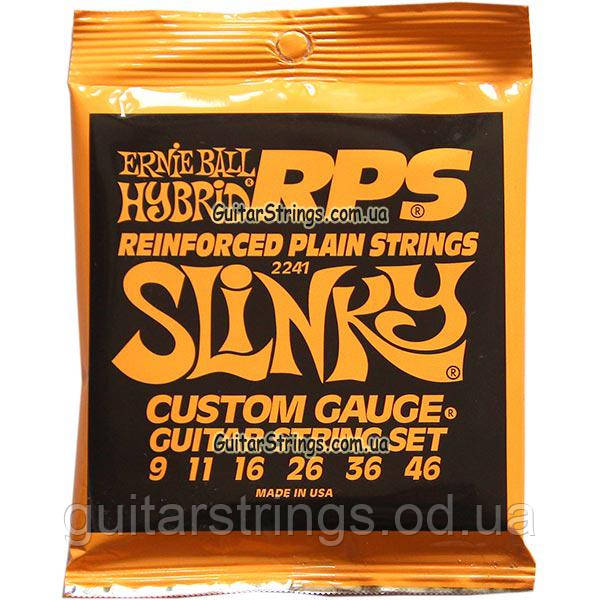 ERNIE BALL
HYBRID® RPS®
GuitarStrings.com.ua
REINFORCED PLAIN STRINGS
2241
SLINKY®
CUSTOM GAUGE®
GUITAR STRING SET
GuitarStrings.com.ua
9 11 16 26 36 46
MADE IN USA
guitarstrings.od.ua